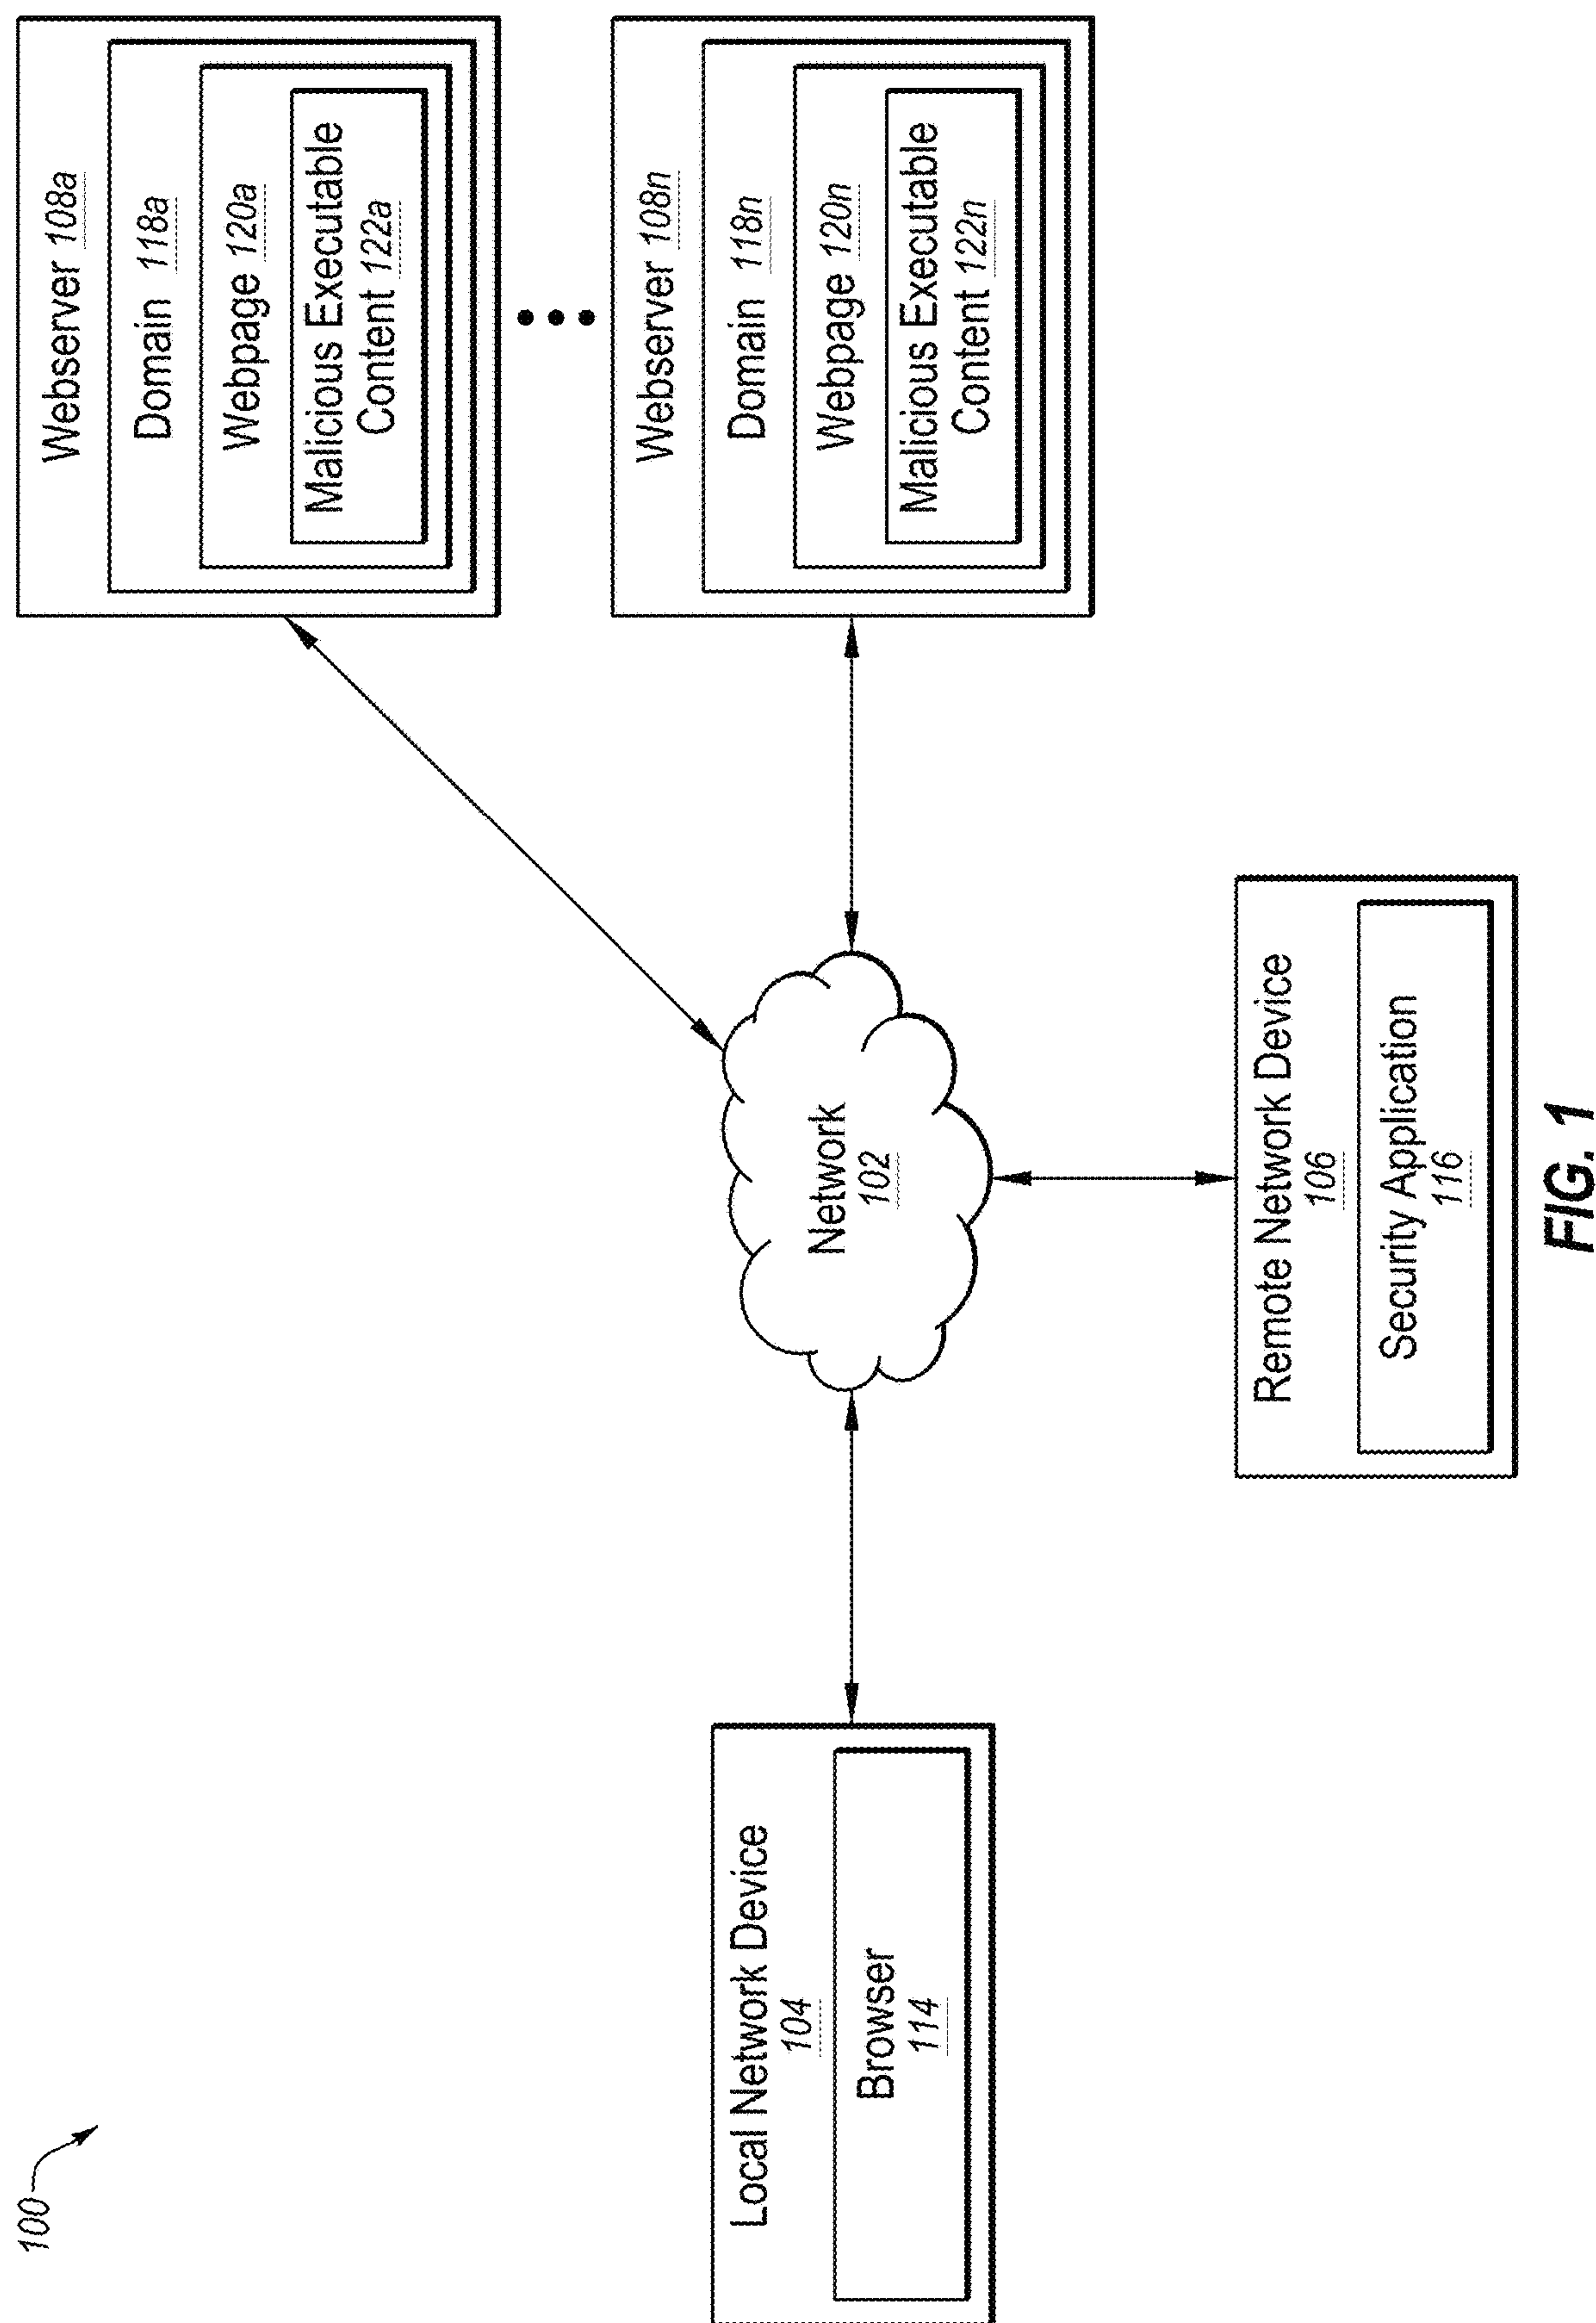 100
Webserver 108a
Domain 118a
Webpage 120a
Malicious Executable
Content 122a
Local Network Device
104
Browser
114
Network
102
Webserver 108n
Domain 118n
Webpage 120n
Malicious Executable
Content 122n
Remote Network Device
106
Security Application
116
FIG. 1